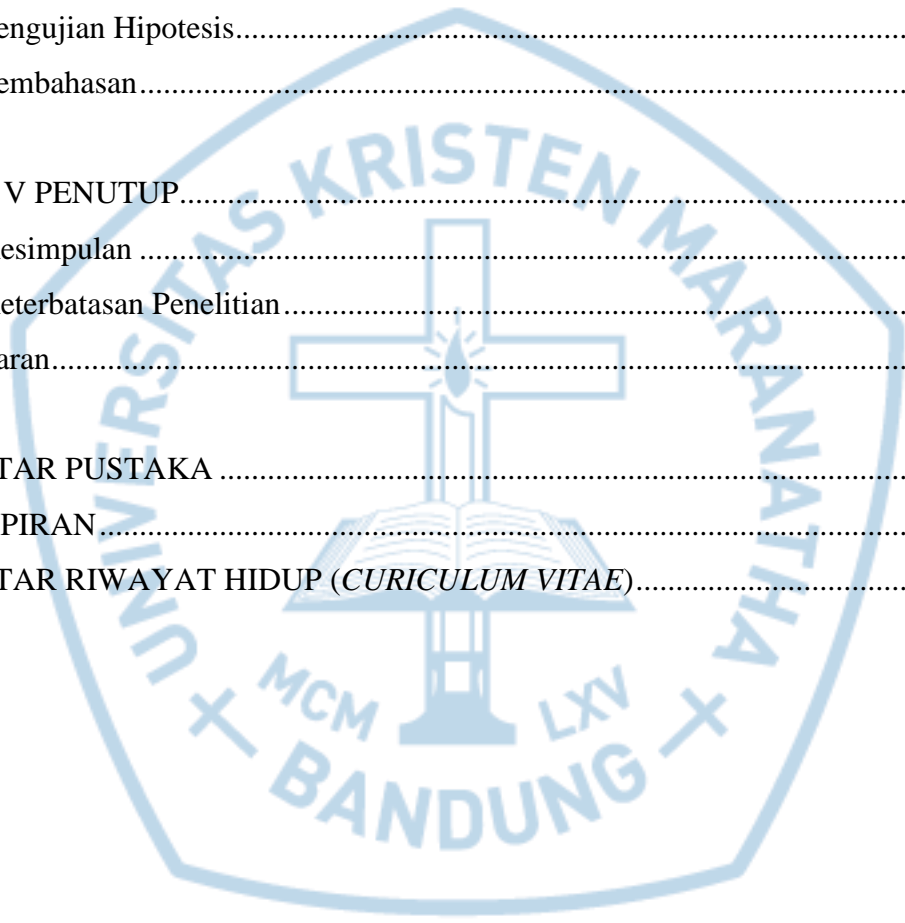 engujian Hipotesis....................................................................................
embahasan....................................................................................
V PENUTUP....................................................................................
esimpulan ....................................................................................
eterbatasan Penelitian....................................................................................
aran....................................................................................
TAR PUSTAKA ....................................................................................
PIRAN....................................................................................
TAR RIWAYAT HIDUP (CURICULUM VITAE)..................................
UNIVERSITAS KRISTEN MARANATHA
MCM LXV
BANDUNG